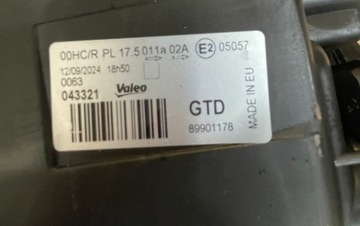 00HC/R PL 17.5 011a 02A E2 05057
12/09/2024 18h50
0063
043321 Valeo
GTD
89901178
MADE IN EU